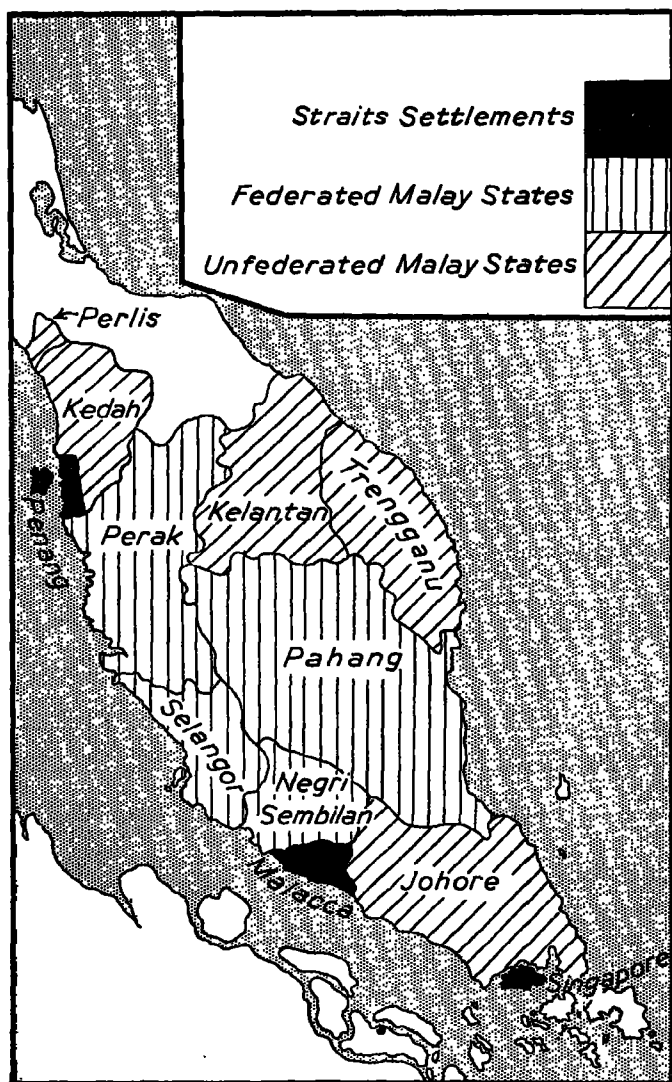 Straits Settlements
Federated Malay States
Unfederated Malay States
Perlis
Kedah
Penang
Perak
Kelantan
Trengganu
Pahang
Selangor
Negri
Sembilan
Malacca
Johore
Singapore